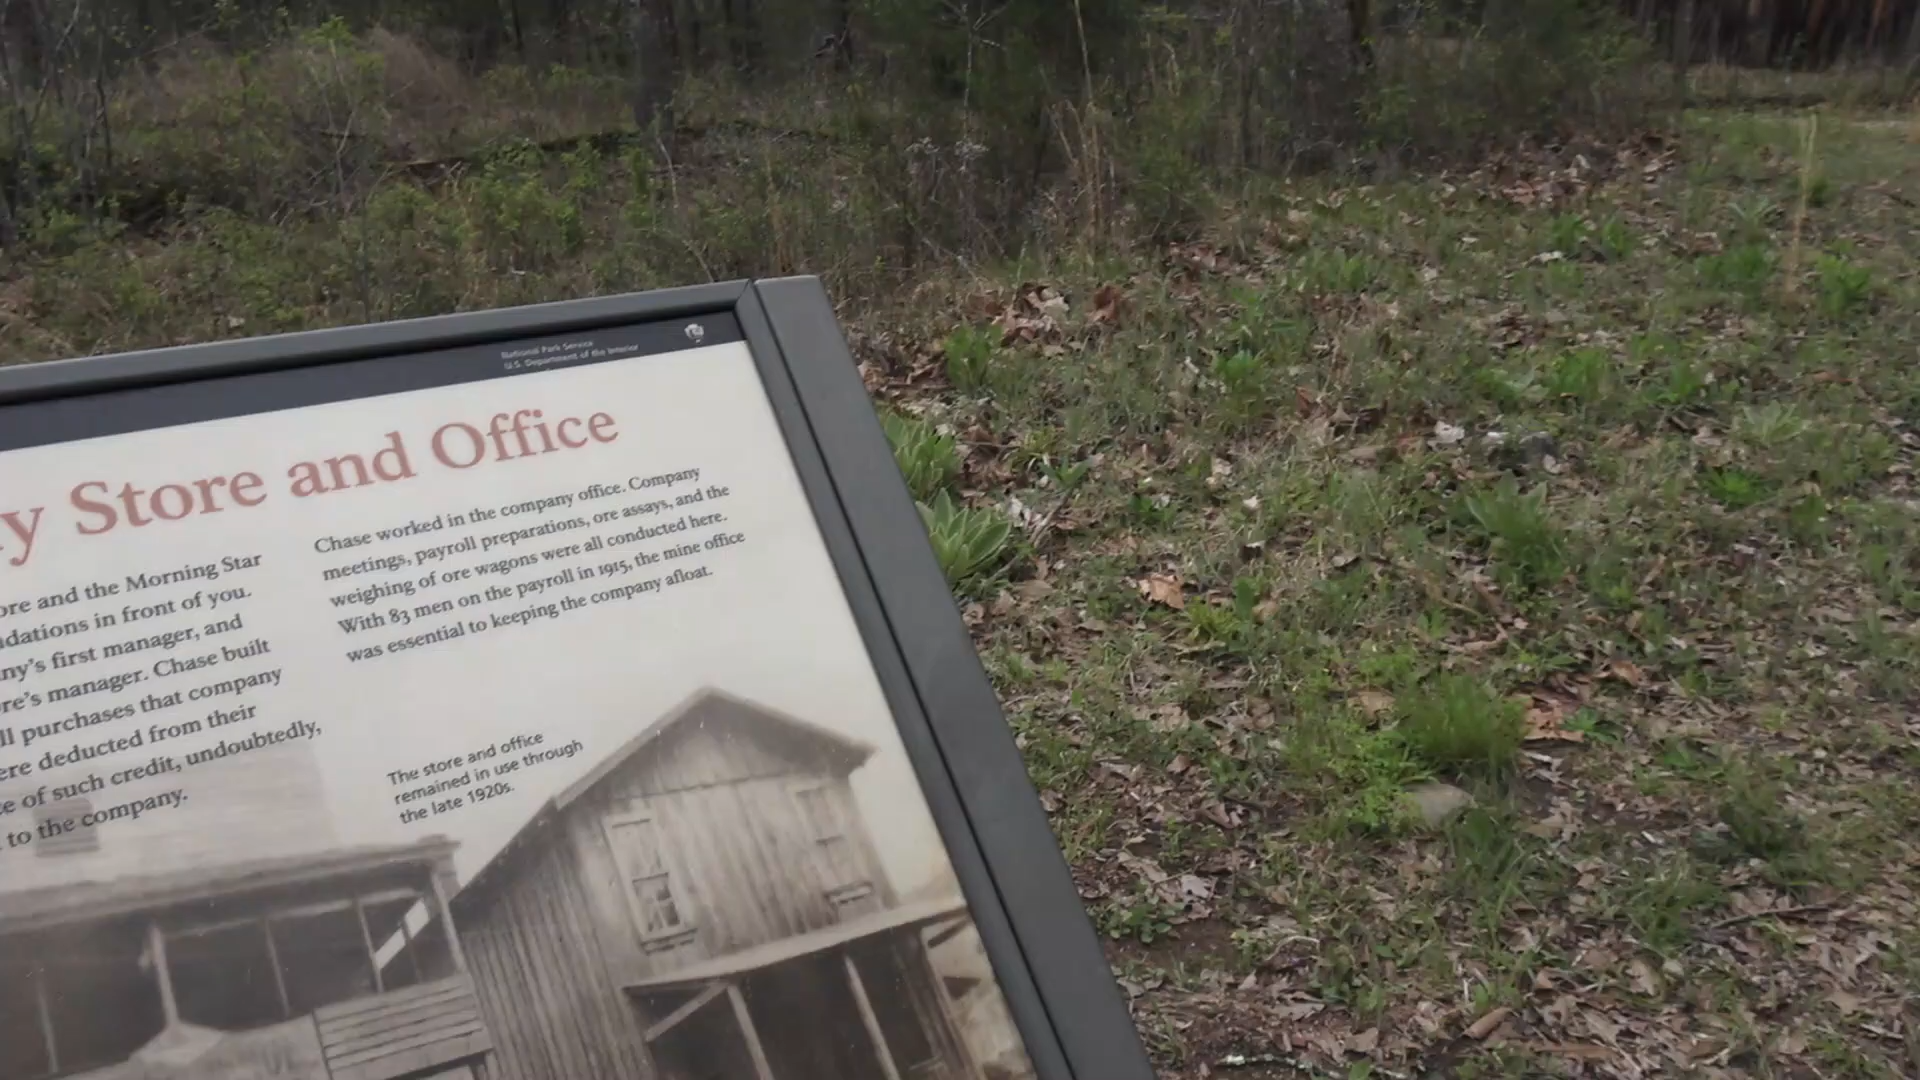 National Park Service
U.S. Department of the Interior
y Store and Office
ore and the Morning Star
dations in front of you.
ny's first manager, and
re's manager. Chase built
ll purchases that company
ere deducted from their
ce of such credit, undoubtedly,
to the company.
Chase worked in the company office. Company
meetings, payroll preparations, ore assays, and the
weighing of ore wagons were all conducted here.
With 83 men on the payroll in 1915, the mine office
was essential to keeping the company afloat.
The store and office
remained in use through
the late 1920s.